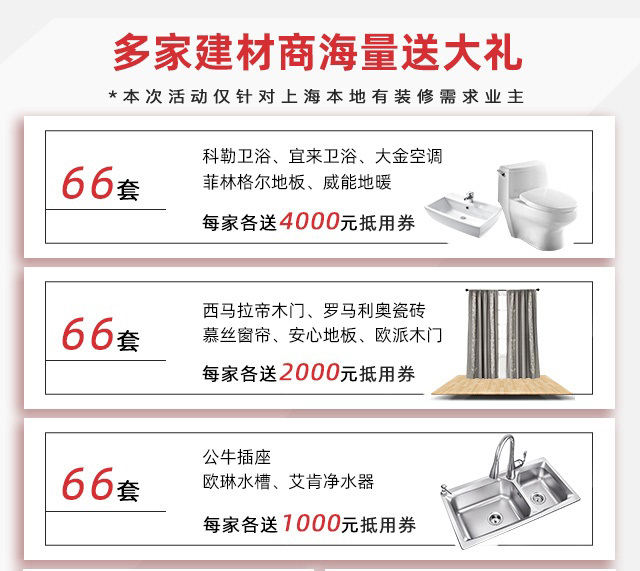 多家建材商海量送大礼
*本次活动仅针对上海本地有装修需求业主
66套
科勒卫浴、宜来卫浴、大金空调
菲林格尔地板、威能地暖
每家各送4000元抵用券
66套
西马拉帝木门、罗马利奥瓷砖
慕丝窗帘、安心地板、欧派木门
每家各送2000元抵用券
66套
公牛插座
欧琳水槽、艾肯净水器
每家各送1000元抵用券